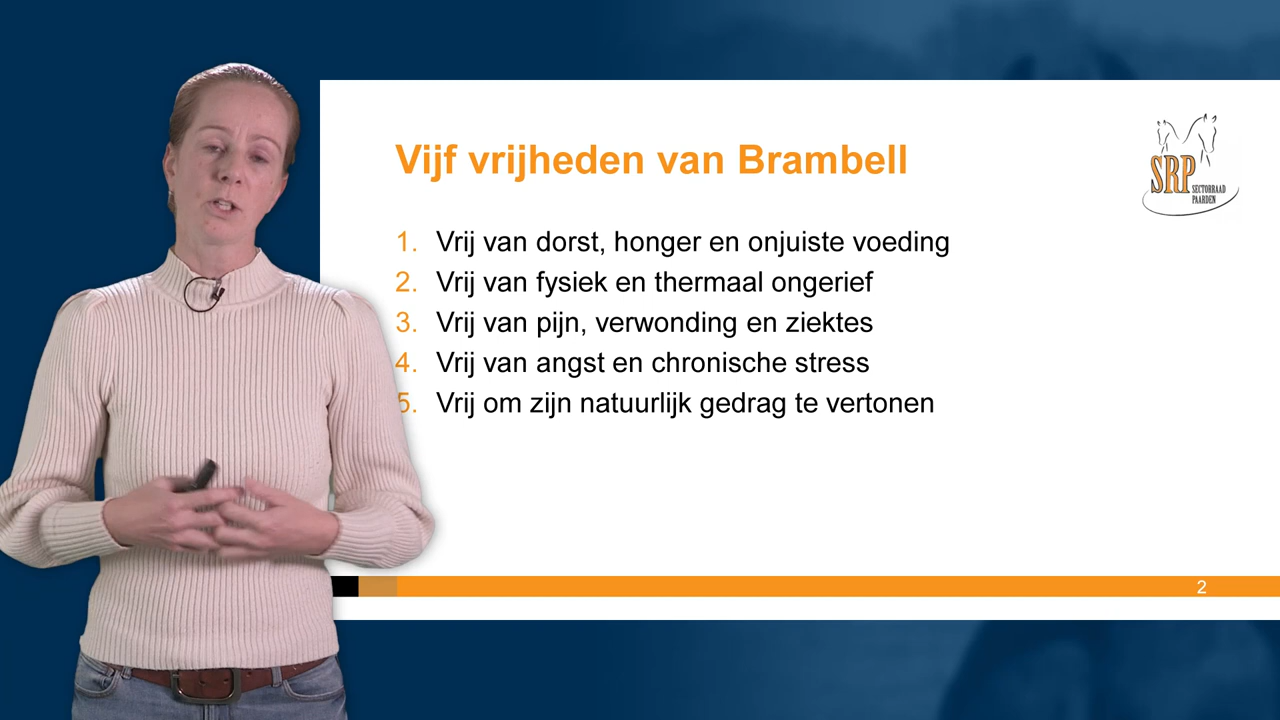 Vijf vrijheden van Brambell
SRP SECTORRAAD
PAARDEN
1. Vrij van dorst, honger en onjuiste voeding
2. Vrij van fysiek en thermaal ongerief
3. Vrij van pijn, verwonding en ziektes
4. Vrij van angst en chronische stress
5. Vrij om zijn natuurlijk gedrag te vertonen
2